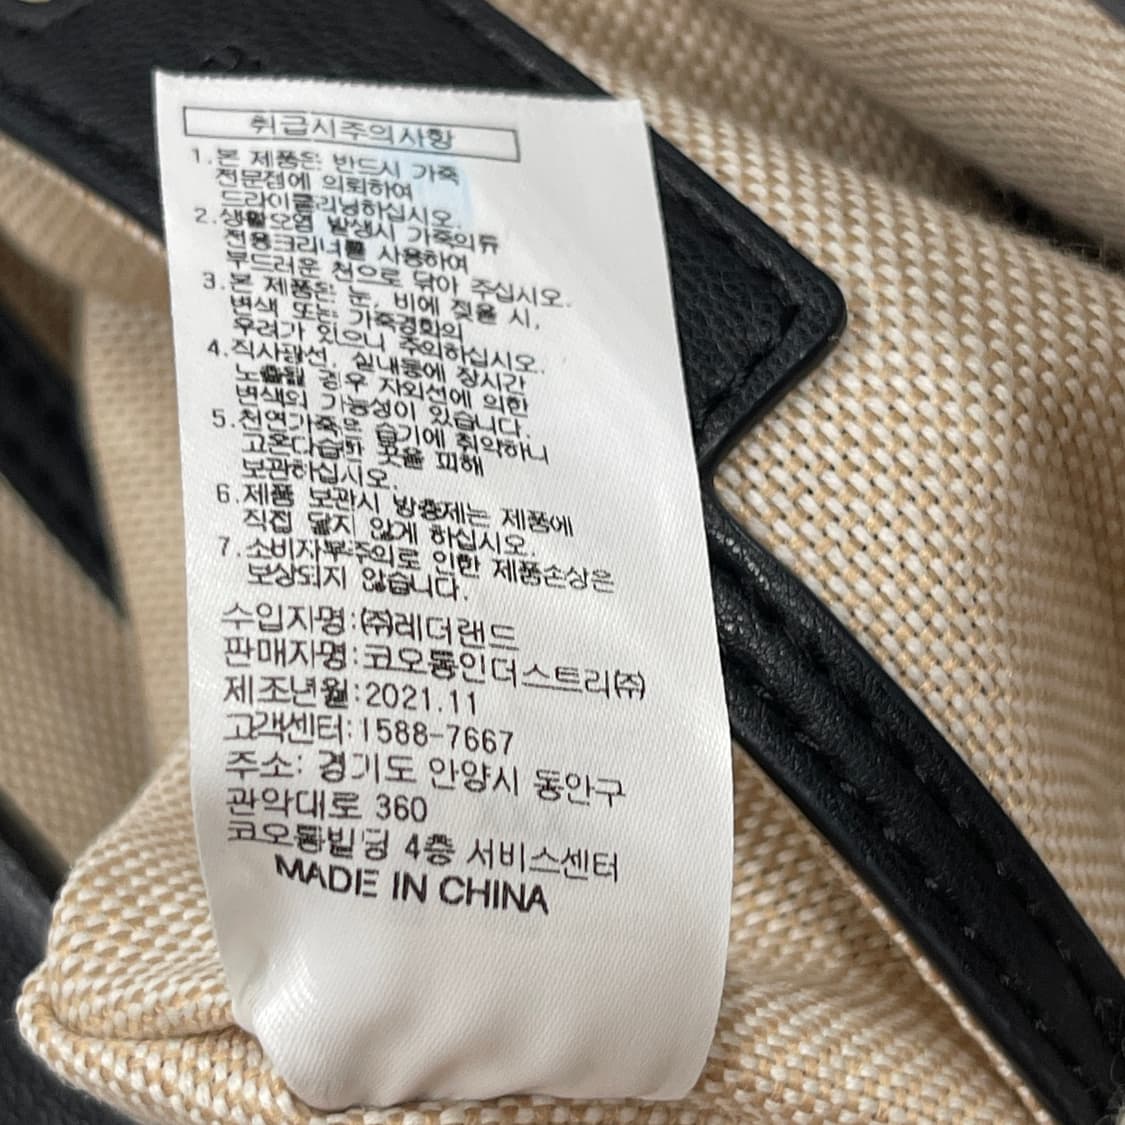 취급시주의사항
1.본 제품은 반드시 가죽
전문점에 의뢰하여
드라이클리닝하십시오.
2.생활오염 발생시 가죽의류
전용크리너를 사용하여
부드러운 천으로 닦아 주십시오.
3.본 제품은 눈, 비에 젖을 시,
변색 또는 가죽경화의
우려가 있으니 주의하십시오.
4.직사광선, 실내등에 장시간
노출될 경우 자외선에 의한
변색의 가능성이 있습니다.
5.천연가죽은 습기에 취약하니
고온다습한 곳을 피해
보관하십시오.
6.제품 보관시 방충제는 제품에
직접 닿지 않게 하십시오.
7.소비자부주의로 인한 제품손상은
보상되지 않습니다.
수입자명:㈜레더랜드
판매자명:코오롱인더스트리㈜
제조년월:2021.11
고객센터:1588-7667
주소: 경기도 안양시 동안구
관악대로 360
코오롱빌딩 4층 서비스센터
MADE IN CHINA